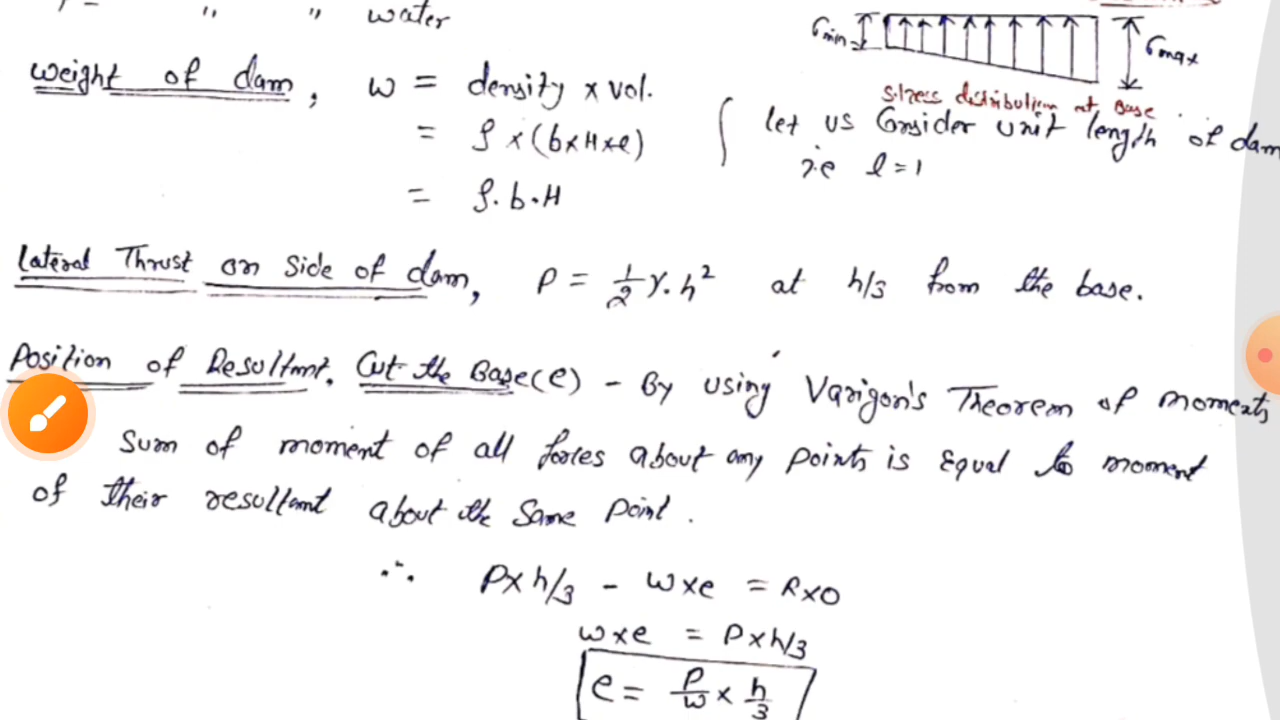 " " water
σmin σmax
Weight of dam, w = density x vol.
stress distribution at Base.
= ρ x (b x H x l)
let us Consider unit length of dam
i.e l = 1
= ρ. b. H
Lateral Thrust on Side of dam, P = 1/2 γ. h² at h/3 from the base.
Position of Resultant. Cut the Base(e) - By using Varigon's Theorem of moments
Sum of moment of all forces about any points is Equal to moment
of their resultant about the Same point.
∴ P x h/3 - w x e = R x 0
w x e = P x h/3
e = P/w x h/3